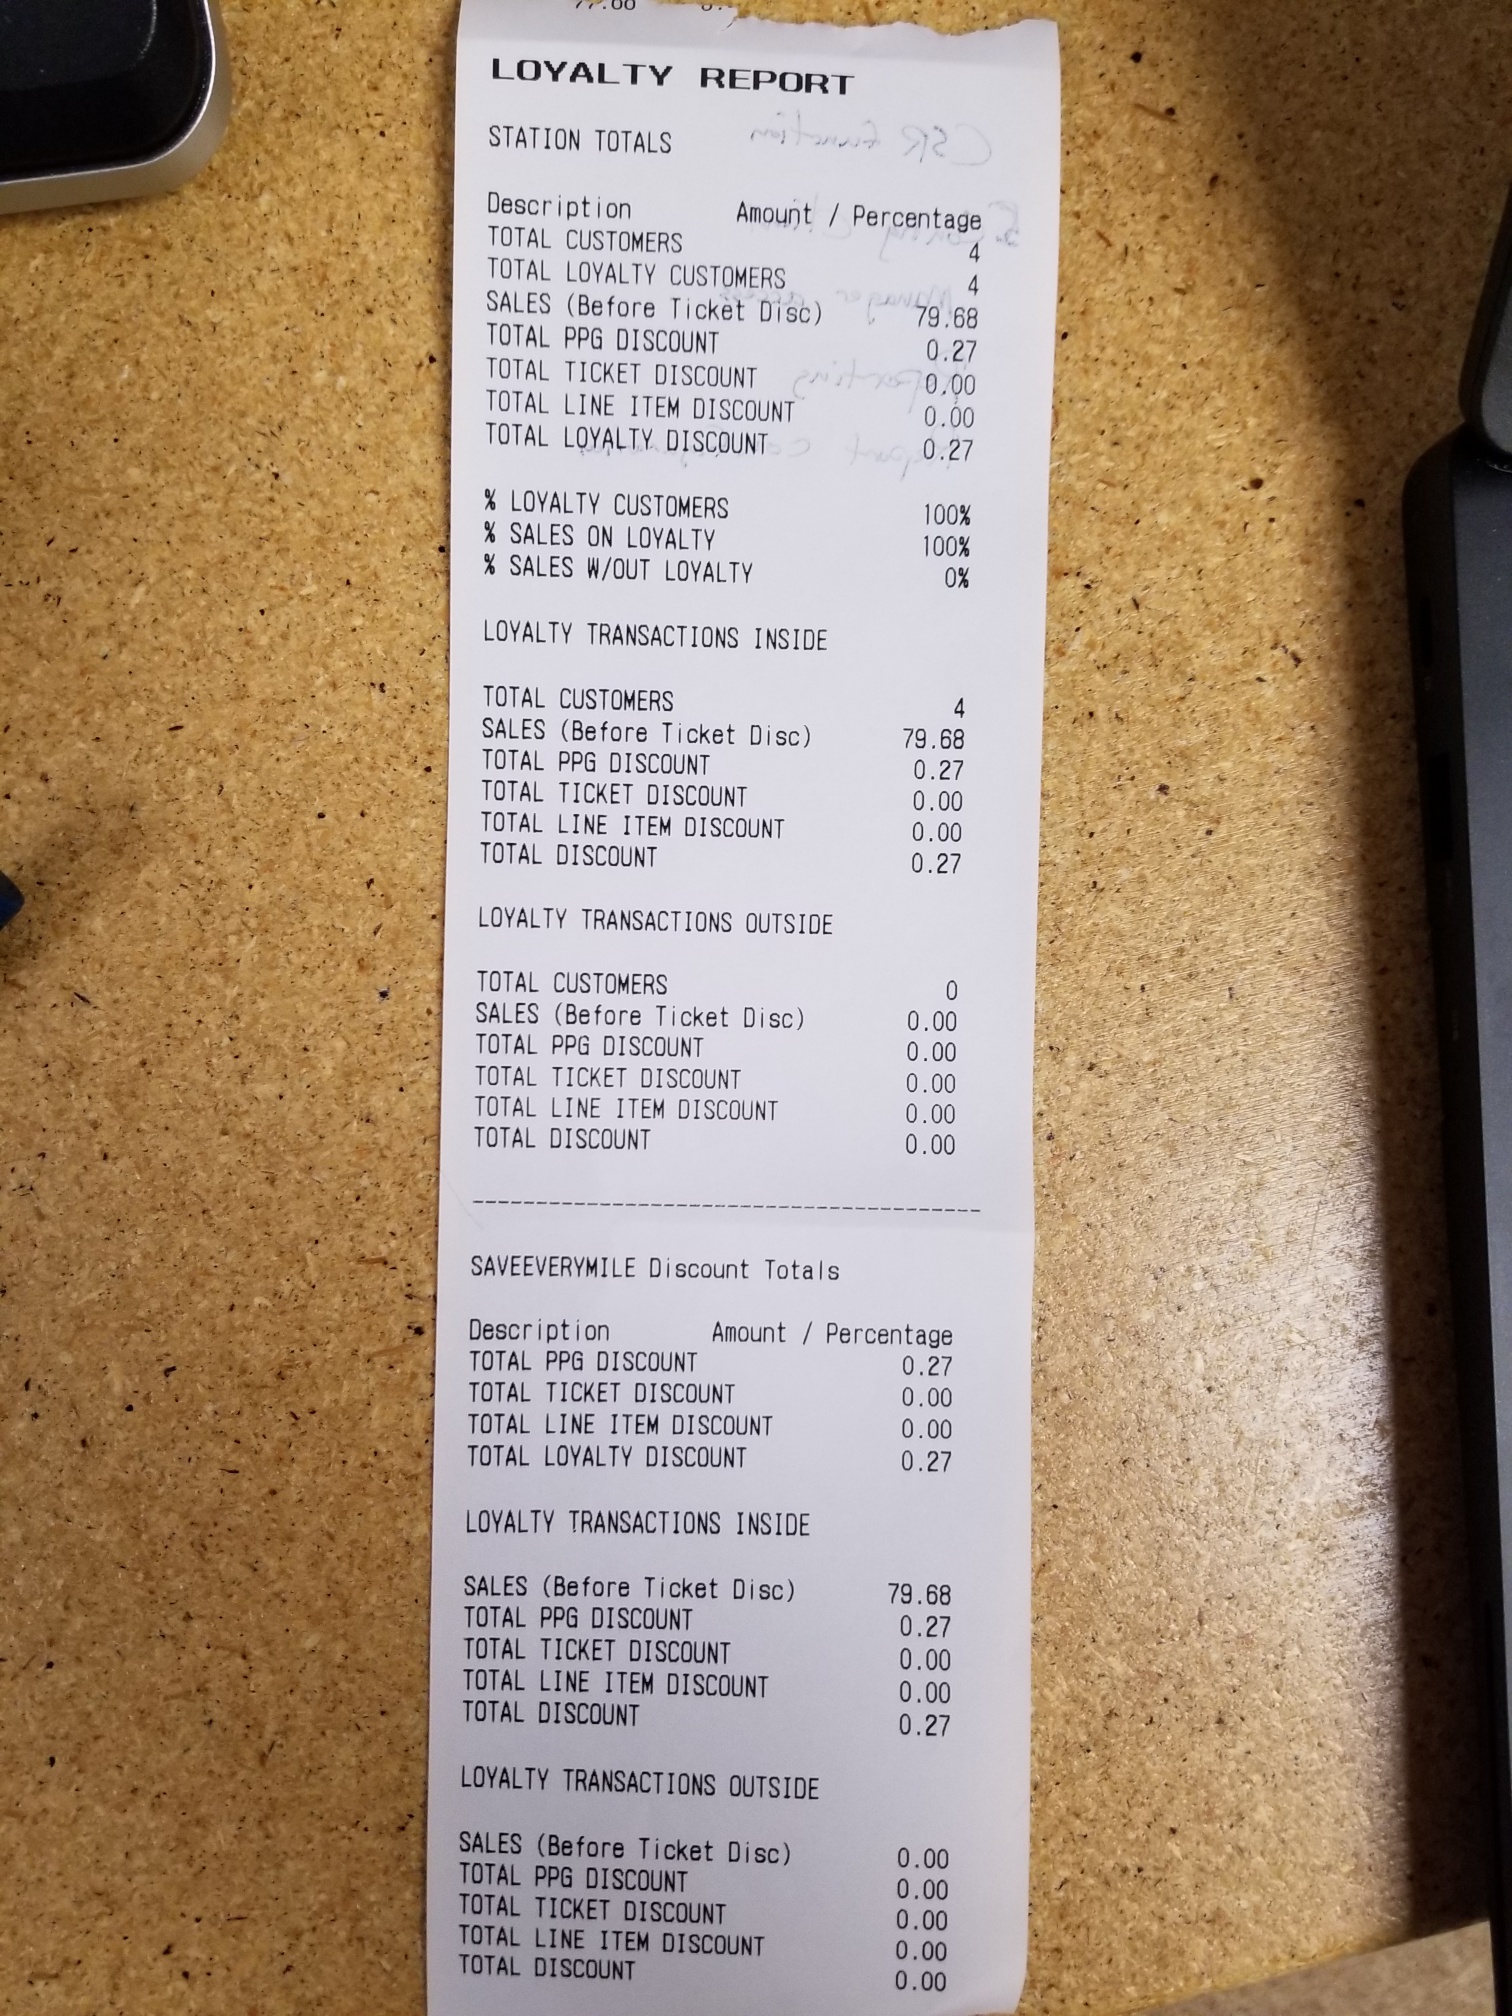 77.00
LOYALTY REPORT
STATION TOTALS
CSR Function
Description Amount / Percentage
TOTAL CUSTOMERS 4
TOTAL LOYALTY CUSTOMERS 4
Manager access
SALES (Before Ticket Disc) 79.68
TOTAL PPG DISCOUNT 0.27
TOTAL TICKET DISCOUNT 0.00
Reporting
TOTAL LINE ITEM DISCOUNT 0.00
TOTAL LOYALTY DISCOUNT 0.27
Report
% LOYALTY CUSTOMERS 100%
% SALES ON LOYALTY 100%
% SALES W/OUT LOYALTY 0%
LOYALTY TRANSACTIONS INSIDE
TOTAL CUSTOMERS 4
SALES (Before Ticket Disc) 79.68
TOTAL PPG DISCOUNT 0.27
TOTAL TICKET DISCOUNT 0.00
TOTAL LINE ITEM DISCOUNT 0.00
TOTAL DISCOUNT 0.27
LOYALTY TRANSACTIONS OUTSIDE
TOTAL CUSTOMERS 0
SALES (Before Ticket Disc) 0.00
TOTAL PPG DISCOUNT 0.00
TOTAL TICKET DISCOUNT 0.00
TOTAL LINE ITEM DISCOUNT 0.00
TOTAL DISCOUNT 0.00
----------------------------------------
SAVEEVERYMILE Discount Totals
Description Amount / Percentage
TOTAL PPG DISCOUNT 0.27
TOTAL TICKET DISCOUNT 0.00
TOTAL LINE ITEM DISCOUNT 0.00
TOTAL LOYALTY DISCOUNT 0.27
LOYALTY TRANSACTIONS INSIDE
SALES (Before Ticket Disc) 79.68
TOTAL PPG DISCOUNT 0.27
TOTAL TICKET DISCOUNT 0.00
TOTAL LINE ITEM DISCOUNT 0.00
TOTAL DISCOUNT 0.27
LOYALTY TRANSACTIONS OUTSIDE
SALES (Before Ticket Disc) 0.00
TOTAL PPG DISCOUNT 0.00
TOTAL TICKET DISCOUNT 0.00
TOTAL LINE ITEM DISCOUNT 0.00
TOTAL DISCOUNT 0.00